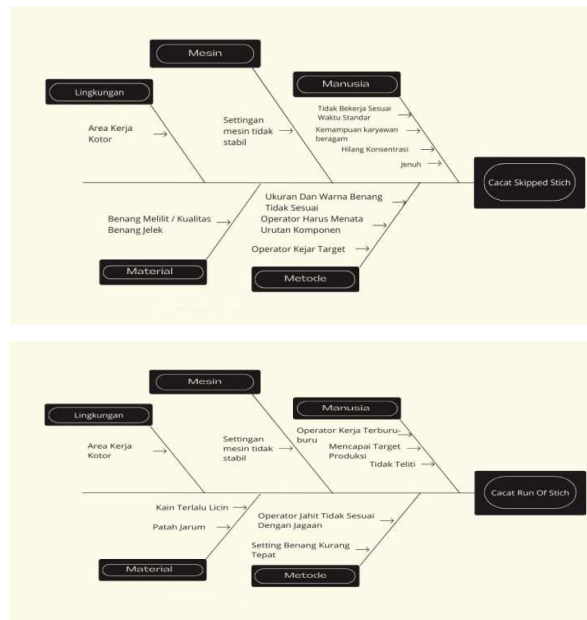 Mesin
Lingkungan
Manusia
Area Kerja
Kotor
Settingan
mesin tidak
stabil
Tidak Bekerja Sesuai
Waktu Standar
Kemampuan karyawan
beragam
Hilang Konsentrasi
Jenuh
Cacat Skipped Stich
Benang Melilit / Kualitas
Benang Jelek
Ukuran Dan Warna Benang
Tidak Sesuai
Operator Harus Menata
Urutan Komponen
Operator Kejar Target
Material
Metode
Mesin
Lingkungan
Manusia
Area Kerja
Kotor
Settingan
mesin tidak
stabil
Operator Kerja Terburu-
buru
Mencapai Target
Produksi
Tidak Teliti
Cacat Run Of Stich
Kain Terlalu Licin
Patah Jarum
Operator Jahit Tidak Sesuai
Dengan Jagaan
Setting Benang Kurang
Tepat
Material
Metode